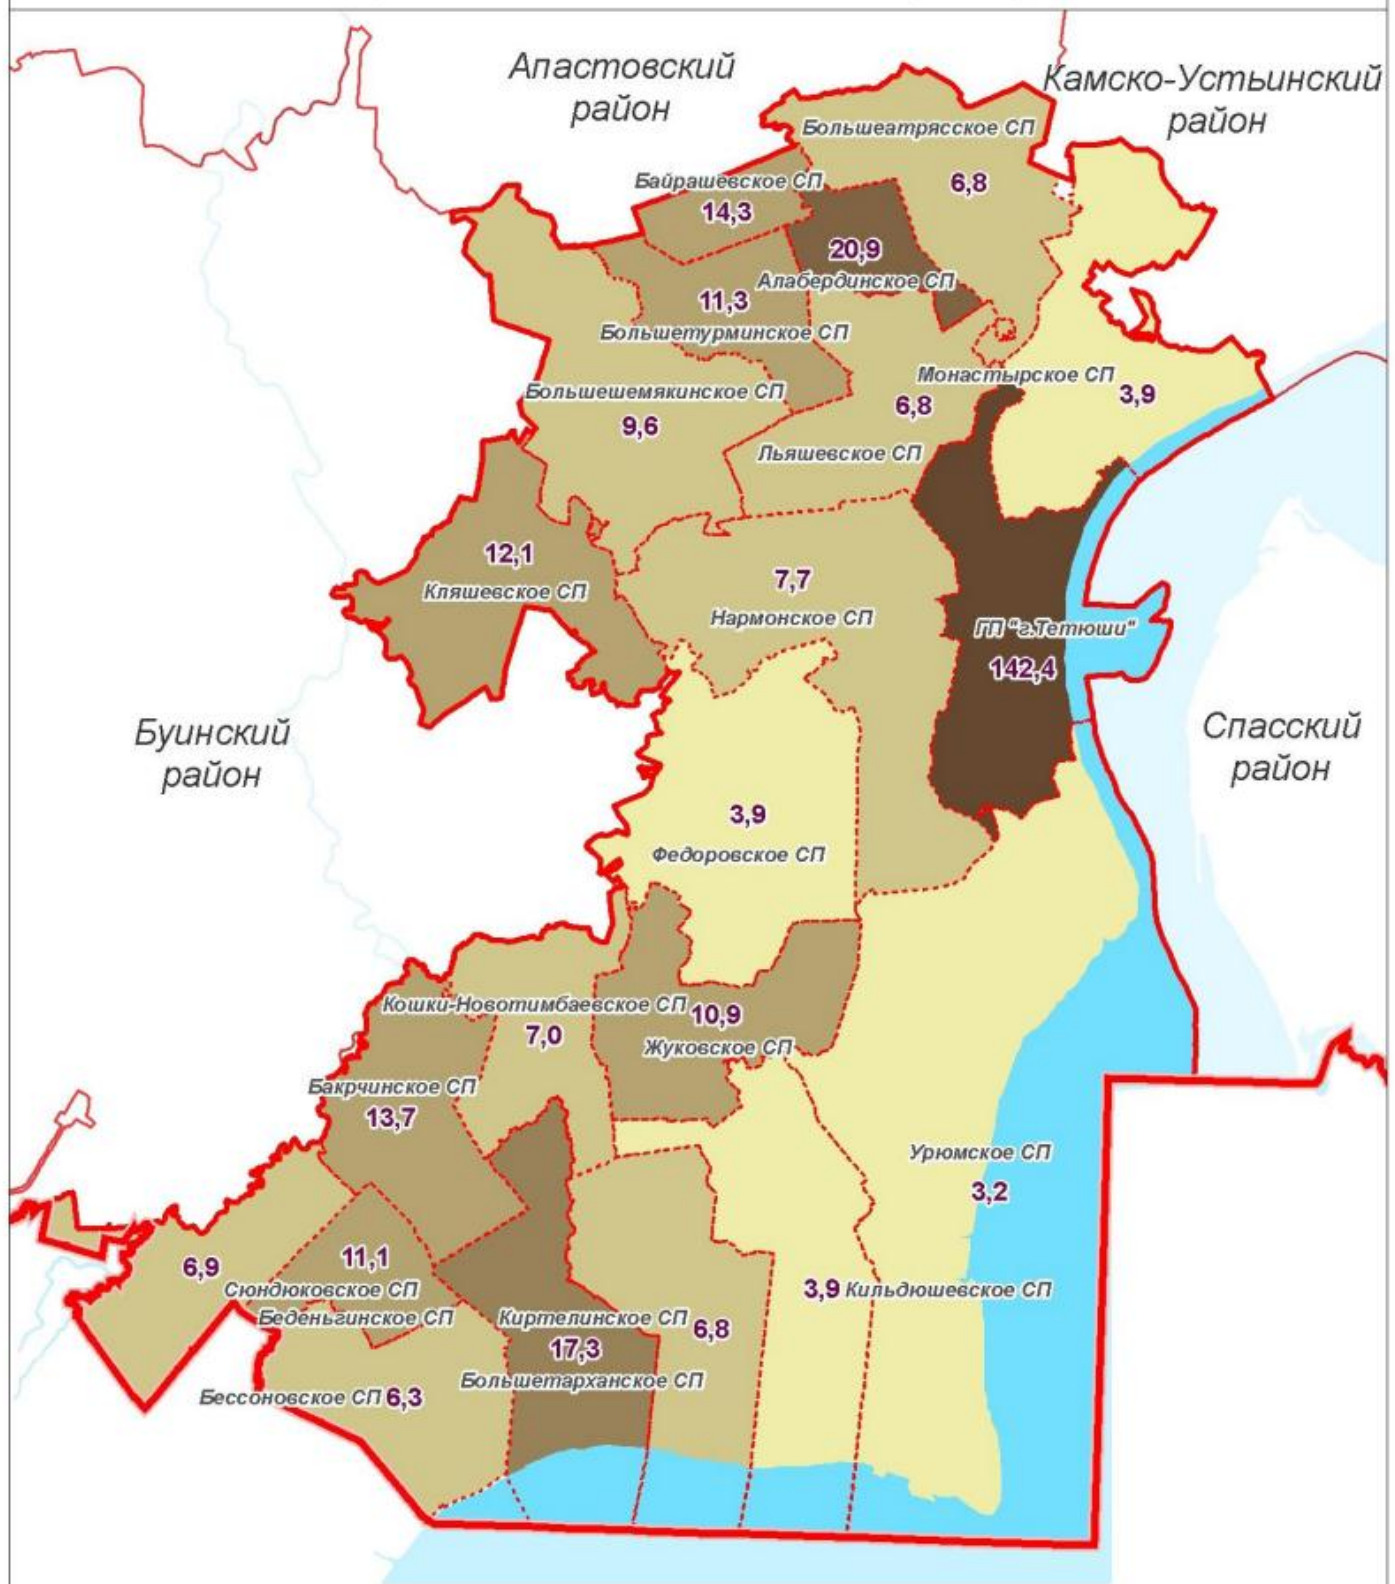 Апастовский
район
Камско-Устьинский
район
Большеатрясское СП
6,8
Байрашевское СП
14,3
20,9
Алабердинское СП
11,3
Большетурминское СП
Монастырское СП
3,9
Большешемякинское СП
9,6
6,8
Льяшевское СП
12,1
Кляшевское СП
7,7
Нармонское СП
ГП "г.Тетюши"
142,4
Буинский
район
Спасский
район
3,9
Федоровское СП
Кошки-Новотимбаевское СП
7,0
10,9
Жуковское СП
Бакрчинское СП
13,7
Урюмское СП
3,2
6,9
11,1
Сюндюковское СП
Беденьгинское СП
3,9 Кильдюшевское СП
Киртелинское СП
6,8
17,3
Большетарханское СП
Бессоновское СП 6,3